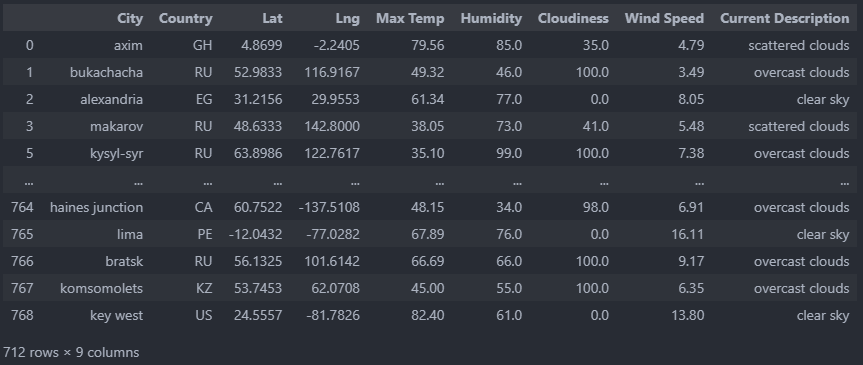 City Country Lat Lng Max Temp Humidity Cloudiness Wind Speed Current Description
0 axim GH 4.8699 -2.2405 79.56 85.0 35.0 4.79 scattered clouds
1 bukachacha RU 52.9833 116.9167 49.32 46.0 100.0 3.49 overcast clouds
2 alexandria EG 31.2156 29.9553 61.34 77.0 0.0 8.05 clear sky
3 makarov RU 48.6333 142.8000 38.05 73.0 41.0 5.48 scattered clouds
5 kysyl-syr RU 63.8986 122.7617 35.10 99.0 100.0 7.38 overcast clouds
... ... ... ... ... ... ... ... ... ...
764 haines junction CA 60.7522 -137.5108 48.15 34.0 98.0 6.91 overcast clouds
765 lima PE -12.0432 -77.0282 67.89 76.0 0.0 16.11 clear sky
766 bratsk RU 56.1325 101.6142 66.69 66.0 100.0 9.17 overcast clouds
767 komsomolets KZ 53.7453 62.0708 45.00 55.0 100.0 6.35 overcast clouds
768 key west US 24.5557 -81.7826 82.40 61.0 0.0 13.80 clear sky
712 rows × 9 columns